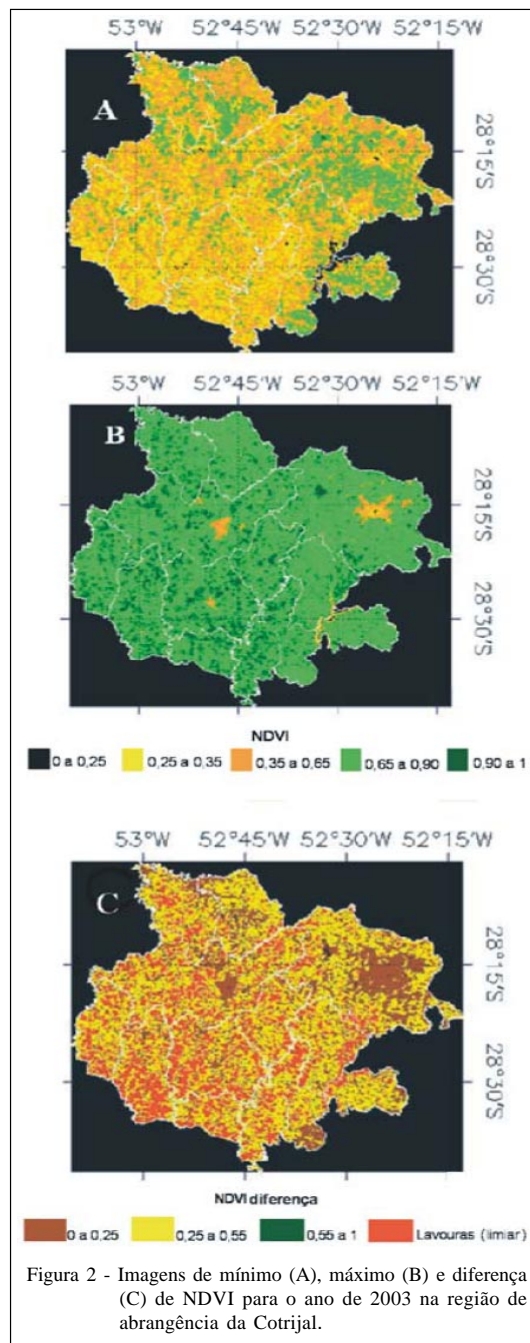 53°W 52°45'W 52°30'W 52°15'W
A
28°15'S
28°30'S
53°W 52°45'W 52°30'W 52°15'W
B
28°15'S
28°30'S
NDVI
0 a 0,25 0,25 a 0,35 0,35 a 0,65 0,65 a 0,90 0,90 a 1
53°W 52°45'W 52°30'W 52°15'W
C
28°15'S
28°30'S
NDVI diferença
0 a 0,25 0,25 a 0,55 0,55 a 1 Lavouras (limiar)
Figura 2 - Imagens de mínimo (A), máximo (B) e diferença
(C) de NDVI para o ano de 2003 na região de
abrangência da Cotrijal.